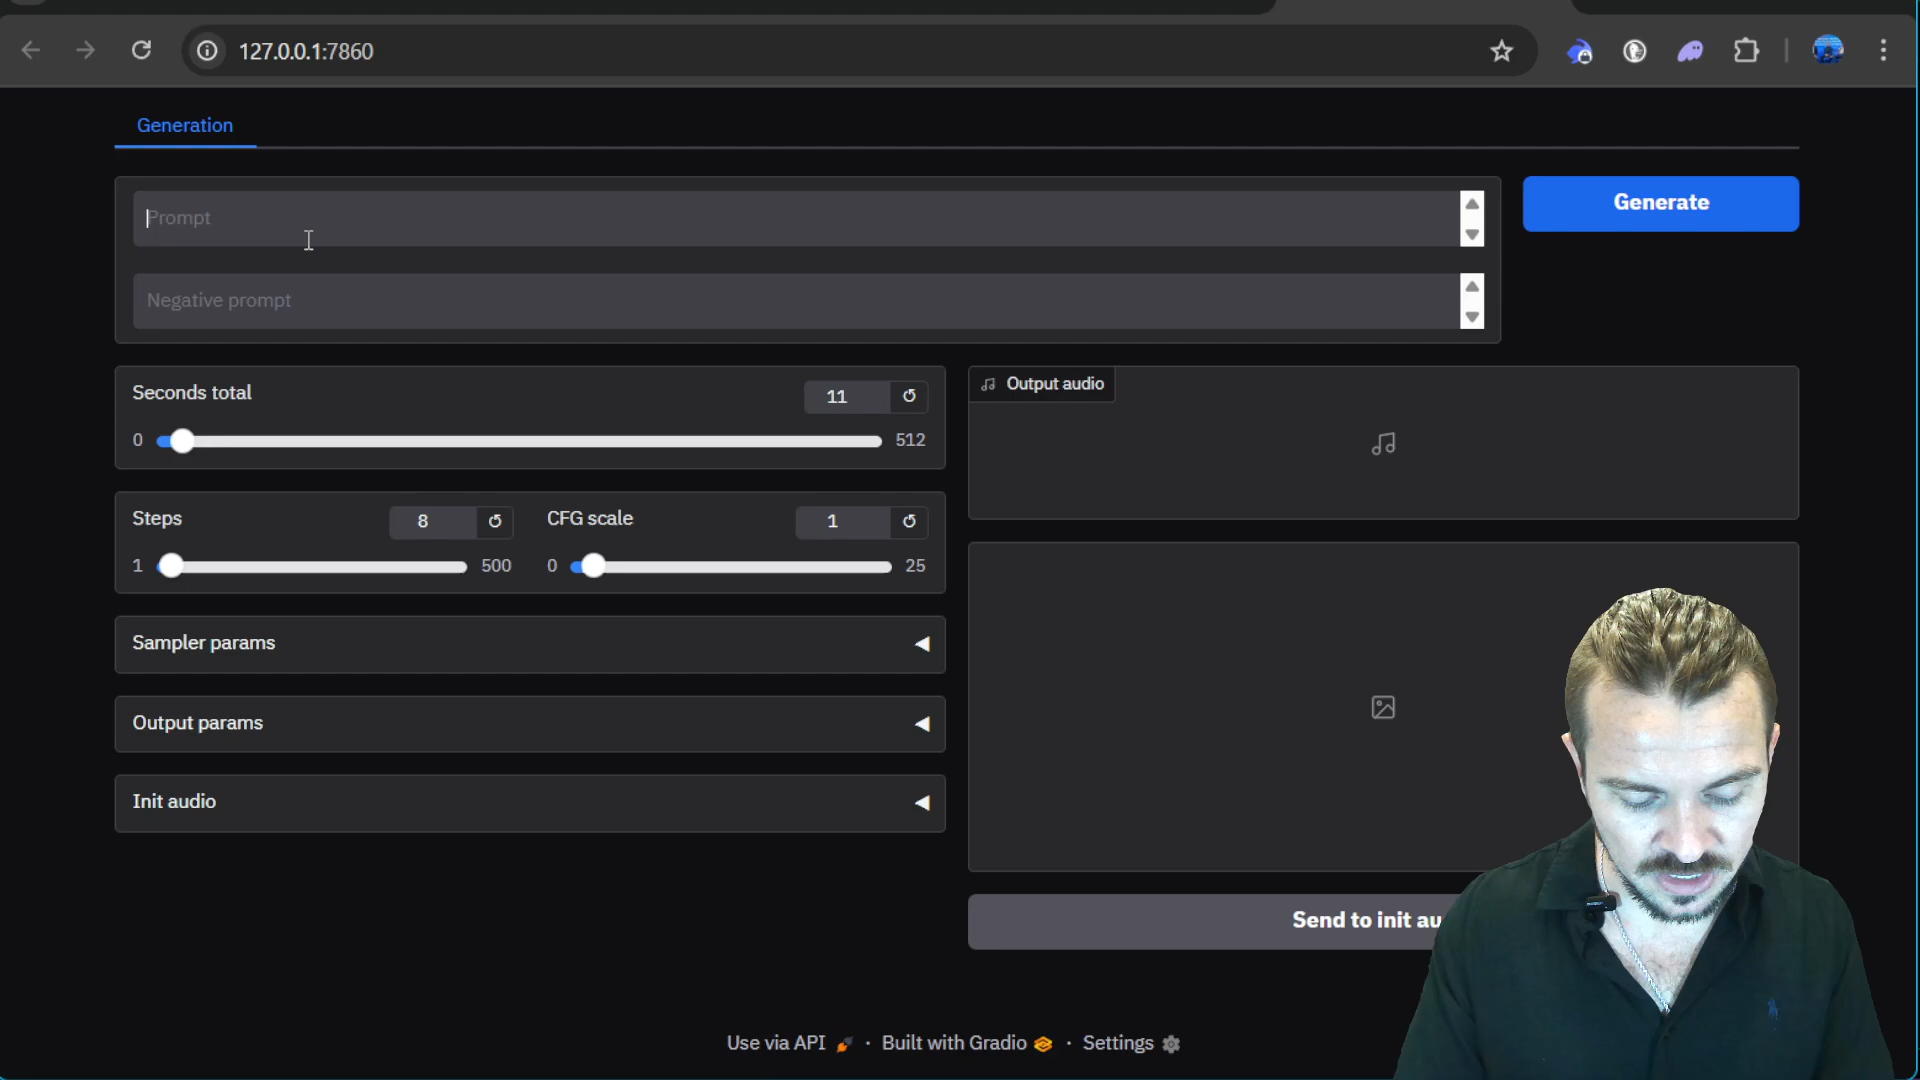 127.0.0.1:7860
Generation
Prompt
Generate
Negative prompt
Seconds total
11
0
512
Output audio
Steps
8
CFG scale
1
1
500
0
25
Sampler params
Output params
Init audio
Send to init au
Use via API · Built with Gradio · Settings